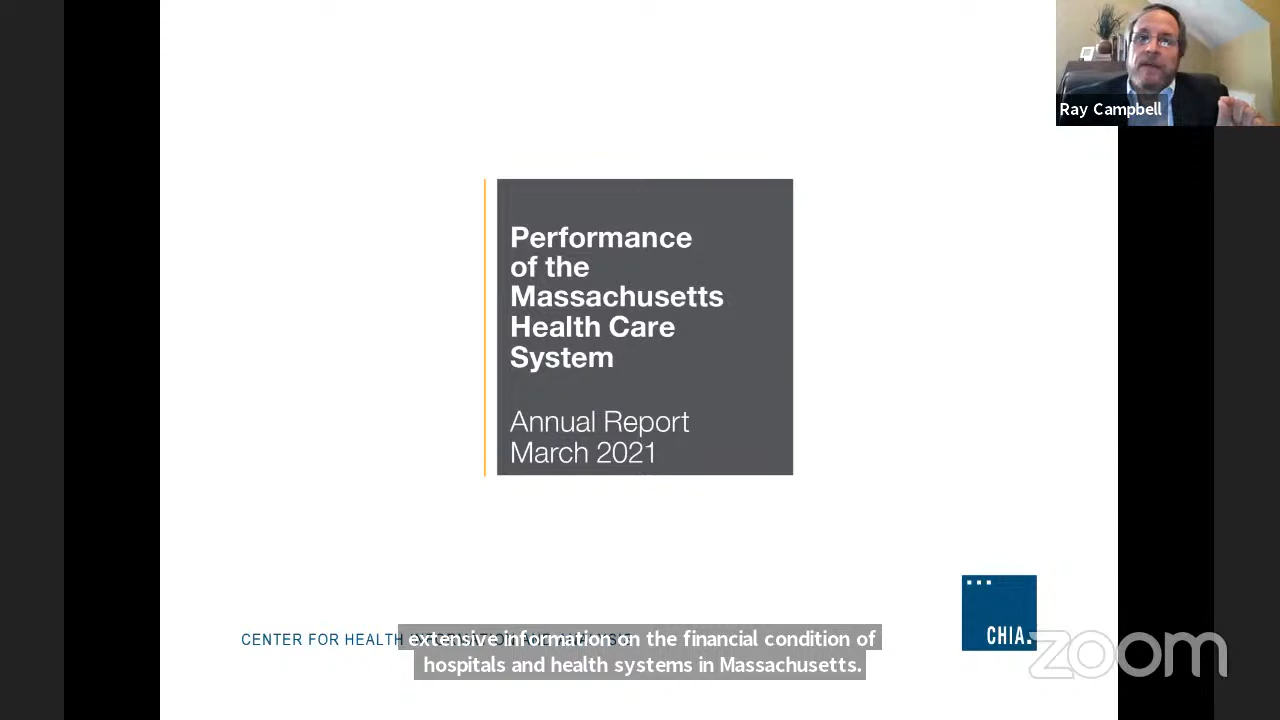 Ray Campbell
Performance
of the
Massachusetts
Health Care
System
Annual Report
March 2021
CHIA.
CENTER FOR HEALTH
extensive information on the financial condition of
hospitals and health systems in Massachusetts.
zoom